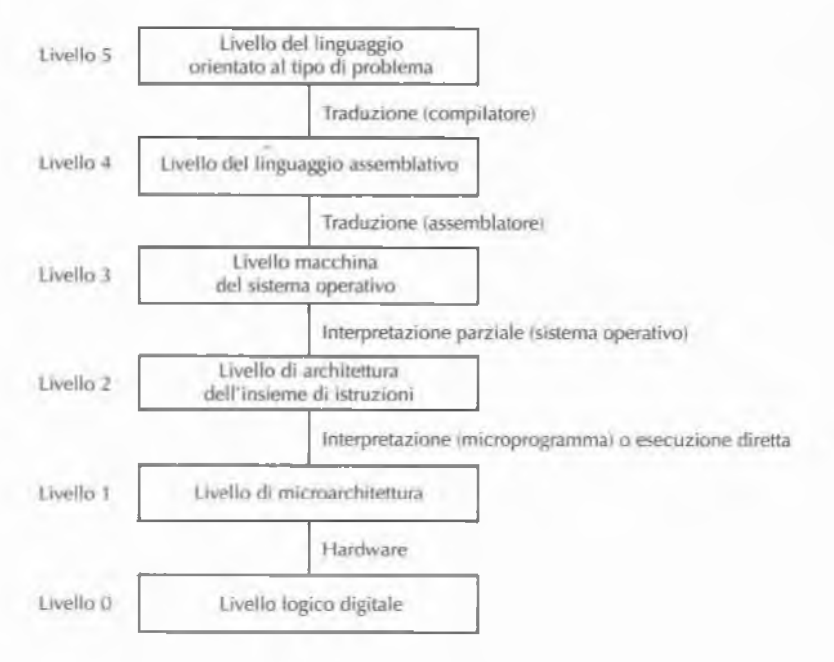 Livello 5
Livello del linguaggio
orientato al tipo di problema
Traduzione (compilatore)
Livello 4
Livello del linguaggio assemblativo
Traduzione (assemblatore)
Livello 3
Livello macchina
del sistema operativo
Interpretazione parziale (sistema operativo)
Livello 2
Livello di architettura
dell'insieme di istruzioni
Interpretazione (microprogramma) o esecuzione diretta
Livello 1
Livello di microarchitettura
Hardware
Livello 0
Livello logico digitale